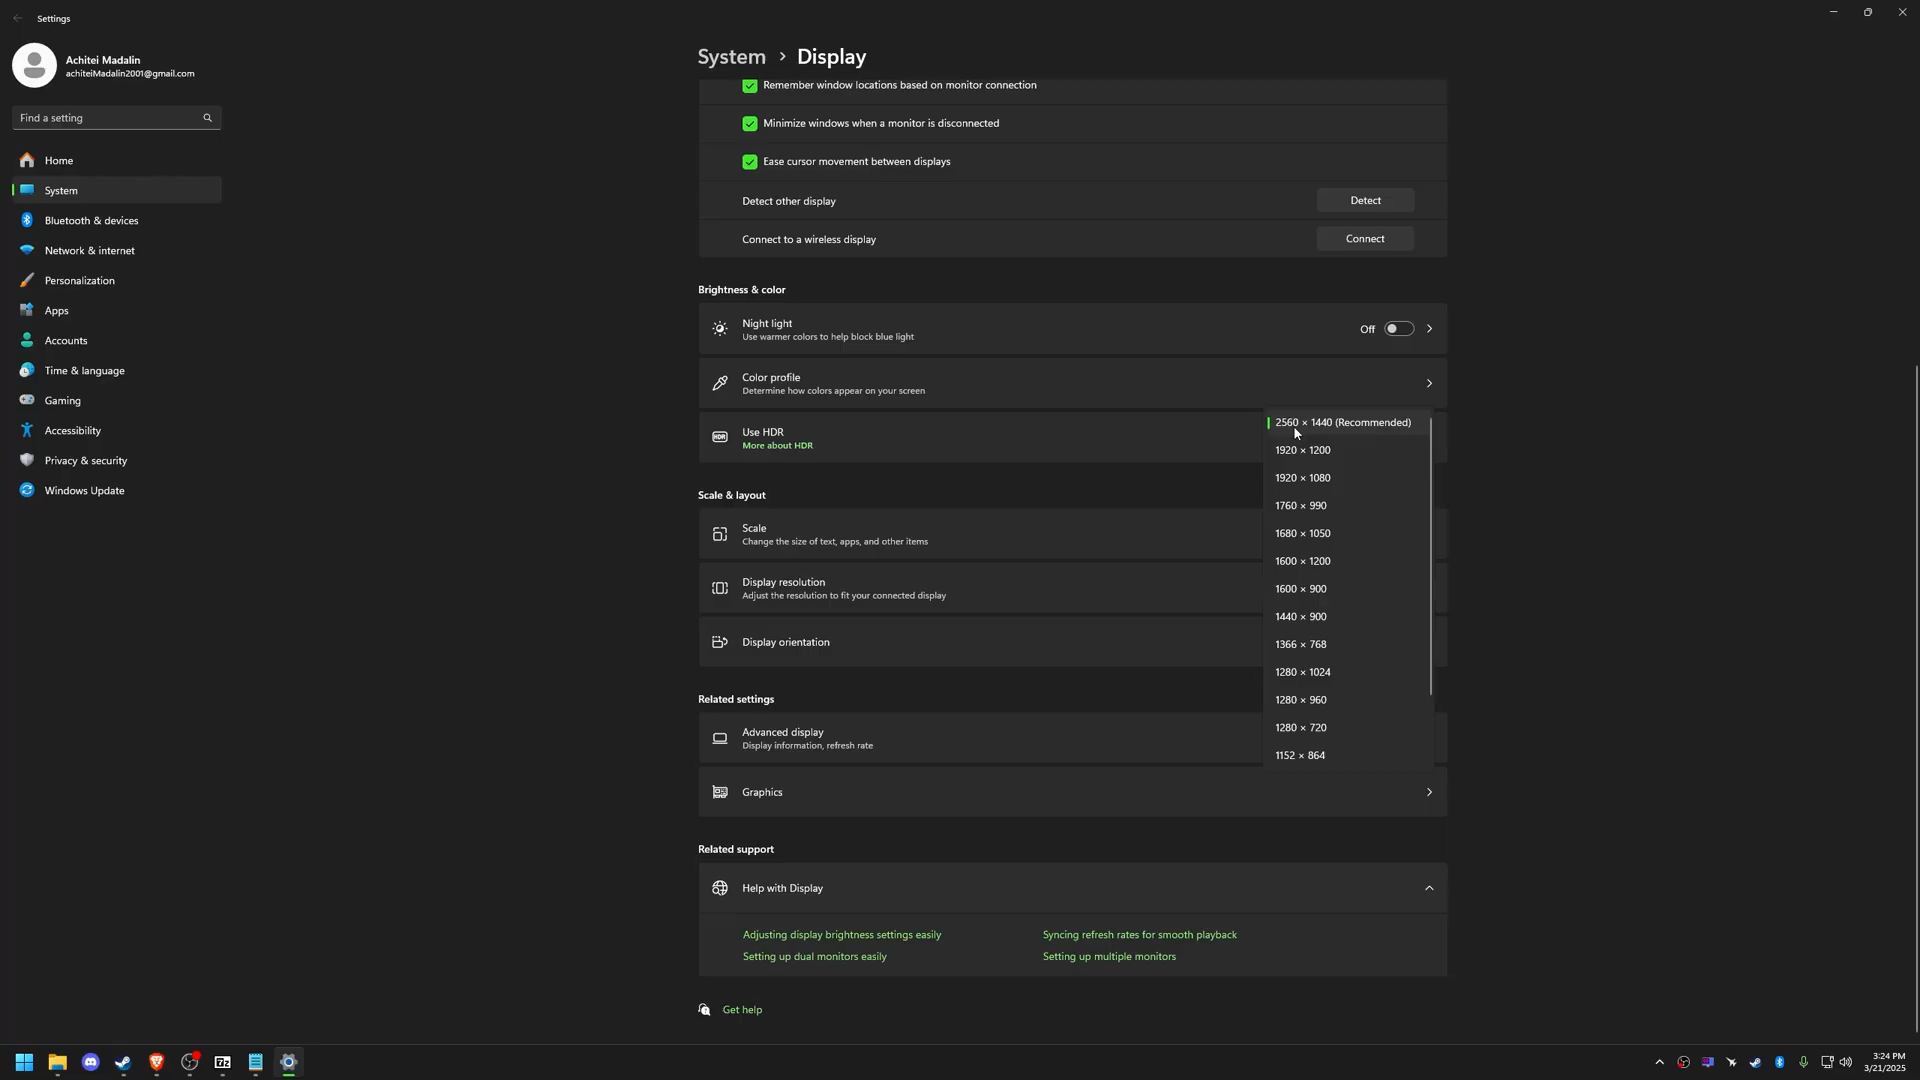 Settings
Achitei Madalin
achiteiMadalin2001@gmail.com
Find a setting
Home
System
Bluetooth & devices
Network & internet
Personalization
Apps
Accounts
Time & language
Gaming
Accessibility
Privacy & security
Windows Update
System > Display
Remember window locations based on monitor connection
Minimize windows when a monitor is disconnected
Ease cursor movement between displays
Detect other display
Detect
Connect to a wireless display
Connect
Brightness & color
Night light
Use warmer colors to help block blue light
Off
Color profile
Determine how colors appear on your screen
HDR
Use HDR
More about HDR
Scale & layout
Scale
Change the size of text, apps, and other items
Display resolution
Adjust the resolution to fit your connected display
Display orientation
2560 × 1440 (Recommended)
1920 × 1200
1920 × 1080
1760 × 990
1680 × 1050
1600 × 1200
1600 × 900
1440 × 900
1366 × 768
1280 × 1024
1280 × 960
1280 × 720
1152 × 864
Related settings
Advanced display
Display information, refresh rate
Graphics
Related support
Help with Display
Adjusting display brightness settings easily
Syncing refresh rates for smooth playback
Setting up dual monitors easily
Setting up multiple monitors
Get help
7z
3:24 PM
3/21/2025